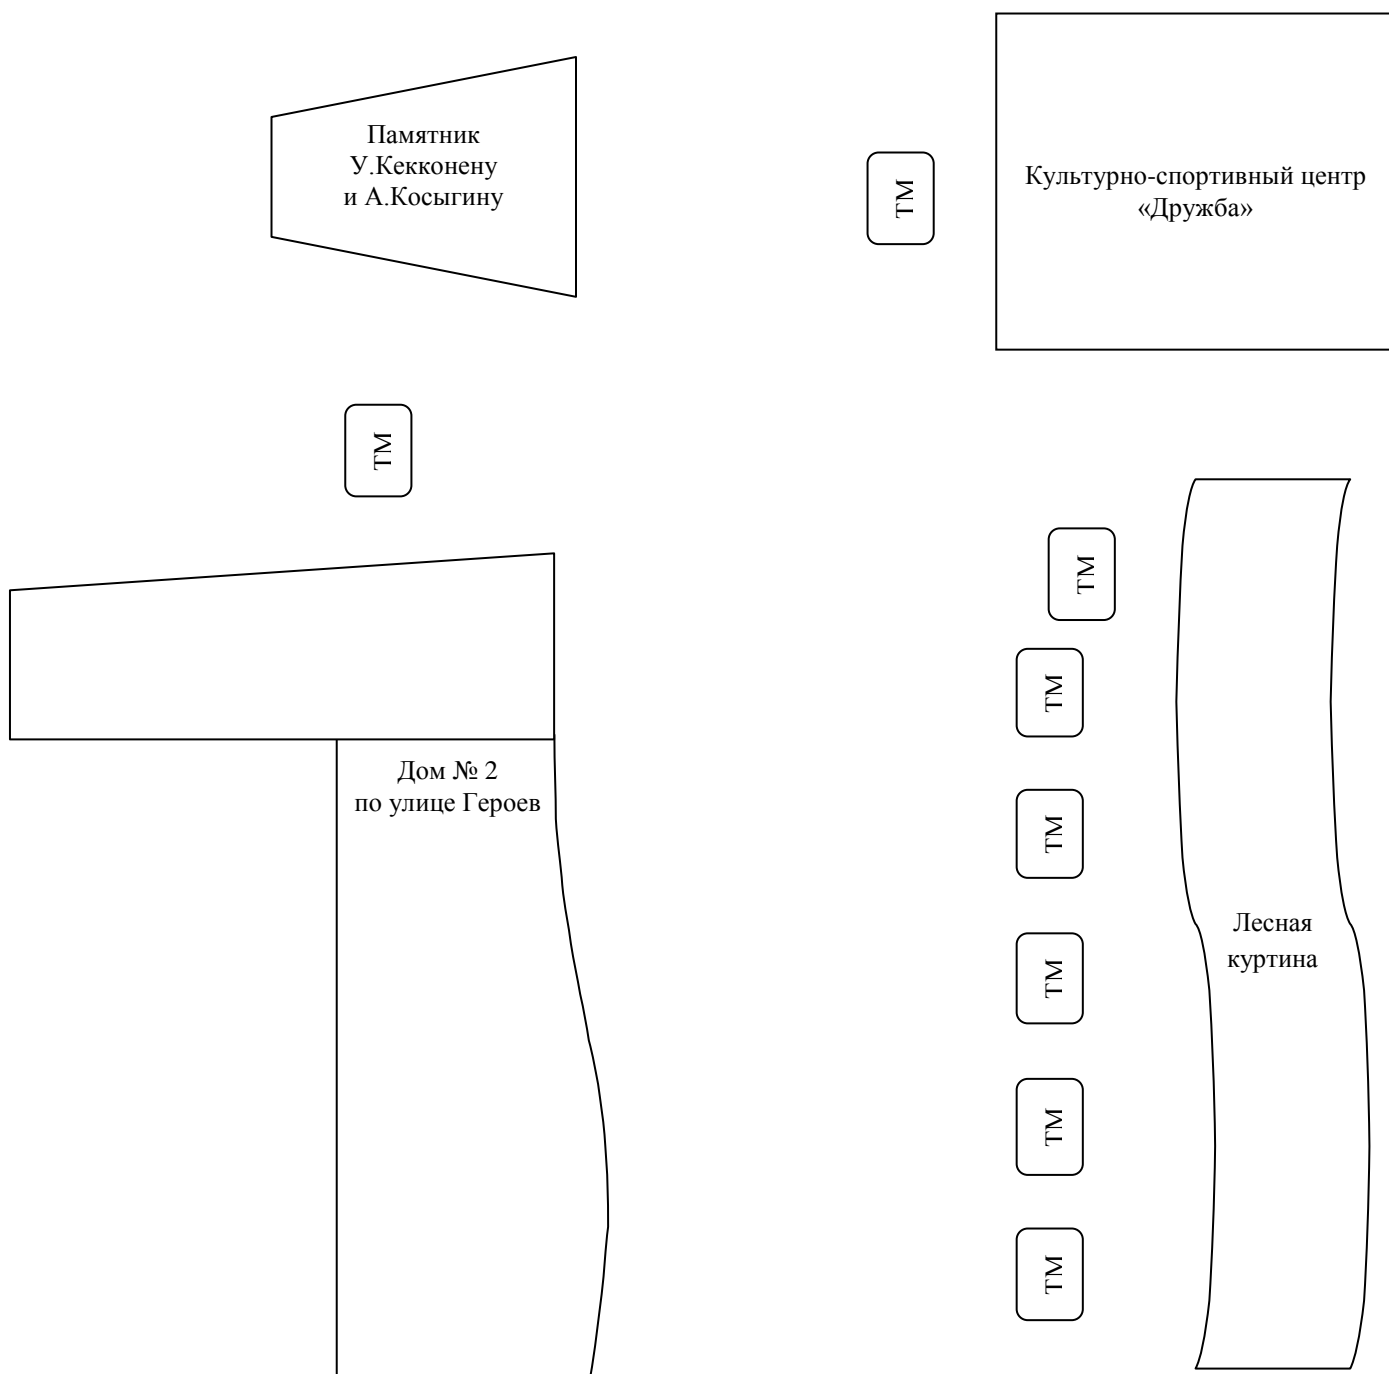 Памятник
У.Кекконену
и А.Косыгину
ТМ
Культурно-спортивный центр
«Дружба»
ТМ
ТМ
ТМ
Дом № 2
по улице Героев
ТМ
Лесная
куртина
ТМ
ТМ
ТМ